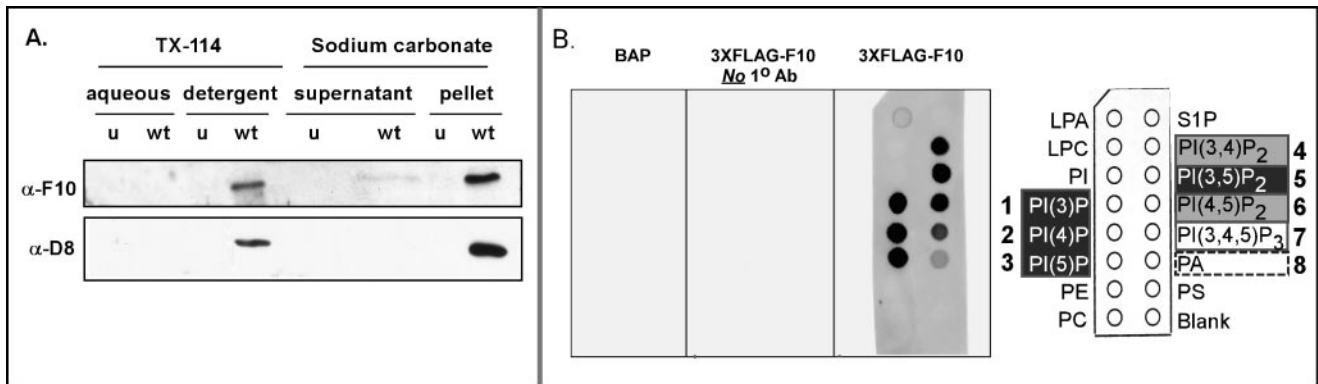 A.
TX-114 Sodium carbonate
aqueous detergent supernatant pellet
u wt u wt u wt u wt
α-F10
α-D8
B.
BAP 3XFLAG-F10 No 1º Ab 3XFLAG-F10
LPA S1P
LPC PI(3,4)P2 4
PI PI(3,5)P2 5
1 PI(3)P PI(4,5)P2 6
2 PI(4)P PI(3,4,5)P3 7
3 PI(5)P PA 8
PE PS
PC Blank